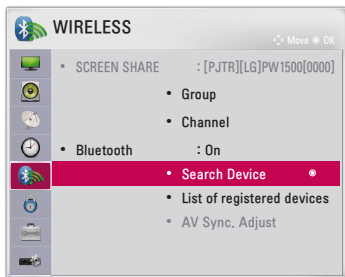 WIRELESS
Move OK
• SCREEN SHARE : [PJTR][LG]PW1500[0000]
• Group
• Channel
• Bluetooth : On
• Search Device
• List of registered devices
• AV Sync. Adjust